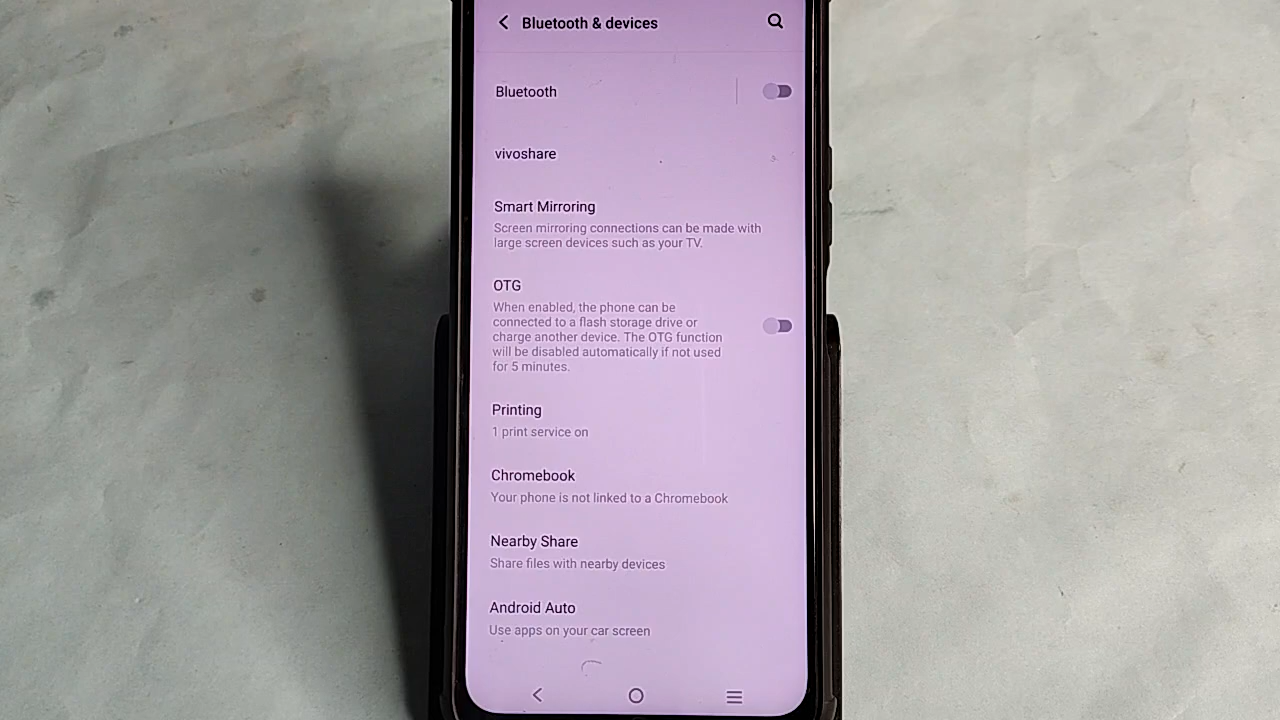 Bluetooth & devices
Bluetooth
vivoshare
Smart Mirroring
Screen mirroring connections can be made with
large screen devices such as your TV.
OTG
When enabled, the phone can be
connected to a flash storage drive or
charge another device. The OTG function
will be disabled automatically if not used
for 5 minutes.
Printing
1 print service on
Chromebook
Your phone is not linked to a Chromebook
Nearby Share
Share files with nearby devices
Android Auto
Use apps on your car screen